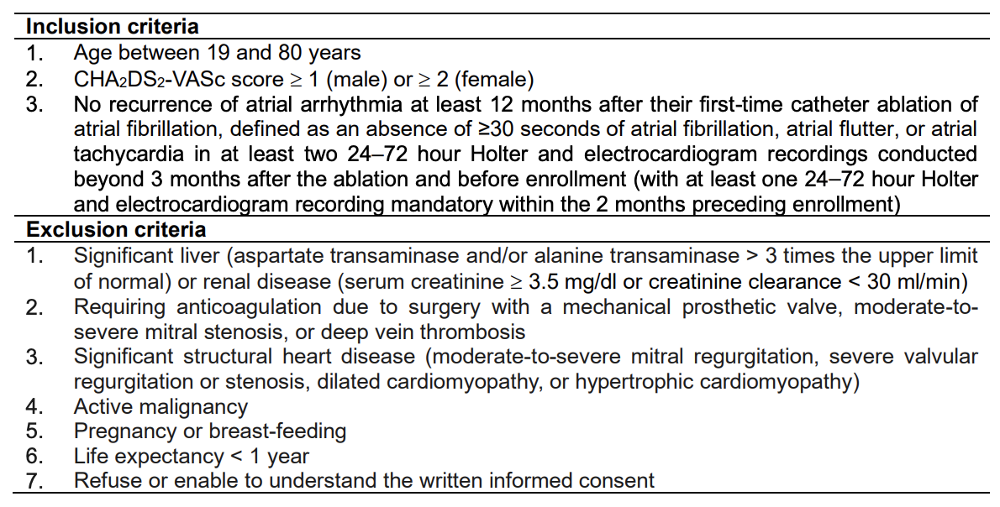 Inclusion criteria
1. Age between 19 and 80 years
2. CHA₂DS₂-VASc score ≥ 1 (male) or ≥ 2 (female)
3. No recurrence of atrial arrhythmia at least 12 months after their first-time catheter ablation of
atrial fibrillation, defined as an absence of ≥30 seconds of atrial fibrillation, atrial flutter, or atrial
tachycardia in at least two 24–72 hour Holter and electrocardiogram recordings conducted
beyond 3 months after the ablation and before enrollment (with at least one 24–72 hour Holter
and electrocardiogram recording mandatory within the 2 months preceding enrollment)
Exclusion criteria
1. Significant liver (aspartate transaminase and/or alanine transaminase > 3 times the upper limit
of normal) or renal disease (serum creatinine ≥ 3.5 mg/dl or creatinine clearance < 30 ml/min)
2. Requiring anticoagulation due to surgery with a mechanical prosthetic valve, moderate-to-
severe mitral stenosis, or deep vein thrombosis
3. Significant structural heart disease (moderate-to-severe mitral regurgitation, severe valvular
regurgitation or stenosis, dilated cardiomyopathy, or hypertrophic cardiomyopathy)
4. Active malignancy
5. Pregnancy or breast-feeding
6. Life expectancy < 1 year
7. Refuse or enable to understand the written informed consent